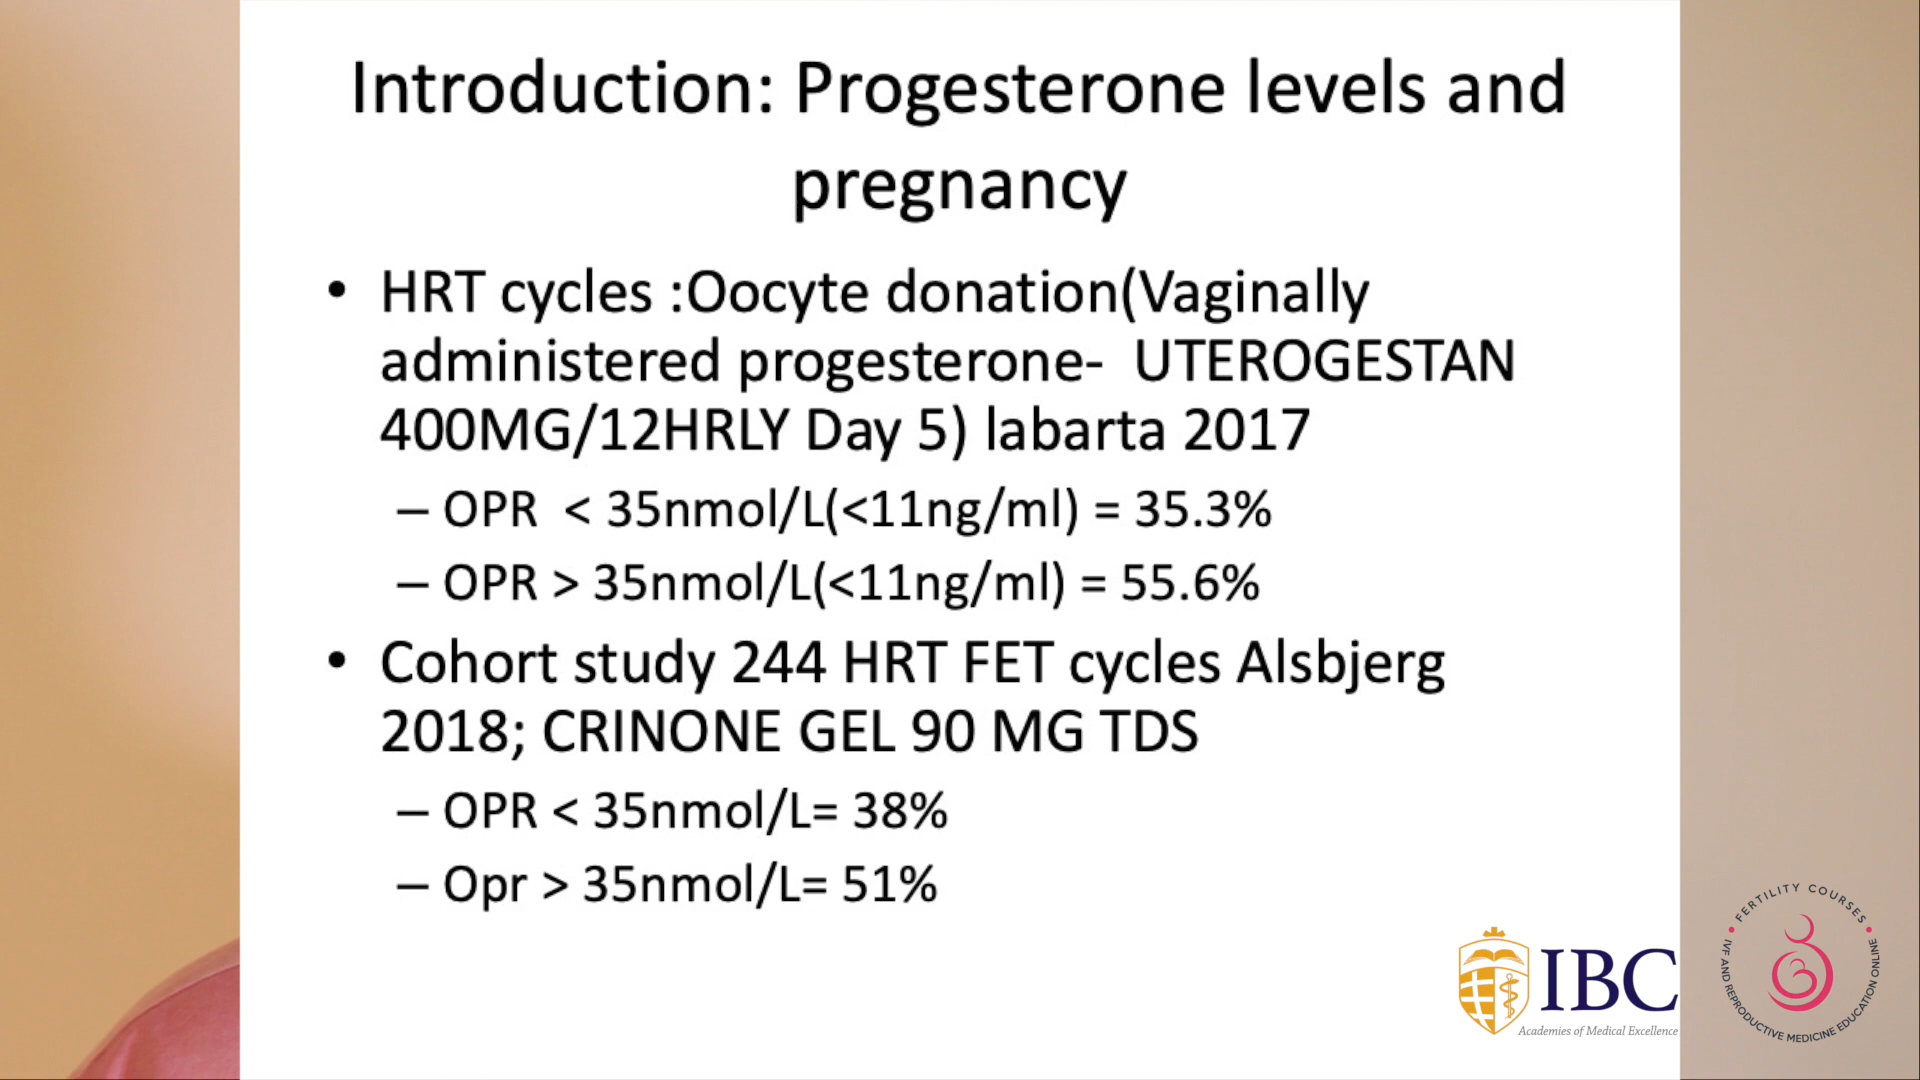 Introduction: Progesterone levels and
pregnancy
• HRT cycles :Oocyte donation(Vaginally
administered progesterone- UTEROGESTAN
400MG/12HRLY Day 5) labarta 2017
– OPR < 35nmol/L(<11ng/ml) = 35.3%
– OPR > 35nmol/L(<11ng/ml) = 55.6%
• Cohort study 244 HRT FET cycles Alsbjerg
2018; CRINONE GEL 90 MG TDS
– OPR < 35nmol/L= 38%
– Opr > 35nmol/L= 51%
IBC
Academies of Medical Excellence
• FERTILITY COURSES •
IVF AND REPRODUCTIVE MEDICINE EDUCATION ONLINE